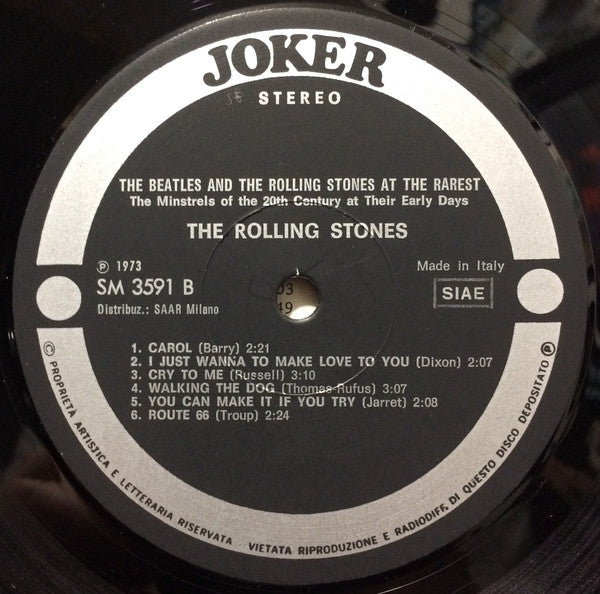 JOKER
STEREO
THE BEATLES AND THE ROLLING STONES AT THE RAREST
The Minstrels of the 20th Century at Their Early Days
THE ROLLING STONES
℗ 1973
SM 3591 B
Distribuz.: SAAR Milano
Made in Italy
SIAE
03
49
1. CAROL (Barry) 2:21
2. I JUST WANNA TO MAKE LOVE TO YOU (Dixon) 2:07
3. CRY TO ME (Russell) 3:10
4. WALKING THE DOG (Thomas-Rufus) 3:07
5. YOU CAN MAKE IT IF YOU TRY (Jarret) 2:08
6. ROUTE 66 (Troup) 2:24
© PROPRIETA ARTISTICA E LETTERARIA RISERVATA - VIETATA RIPRODUZIONE E RADIODIFF. DI QUESTO DISCO DEPOSITATO ℗